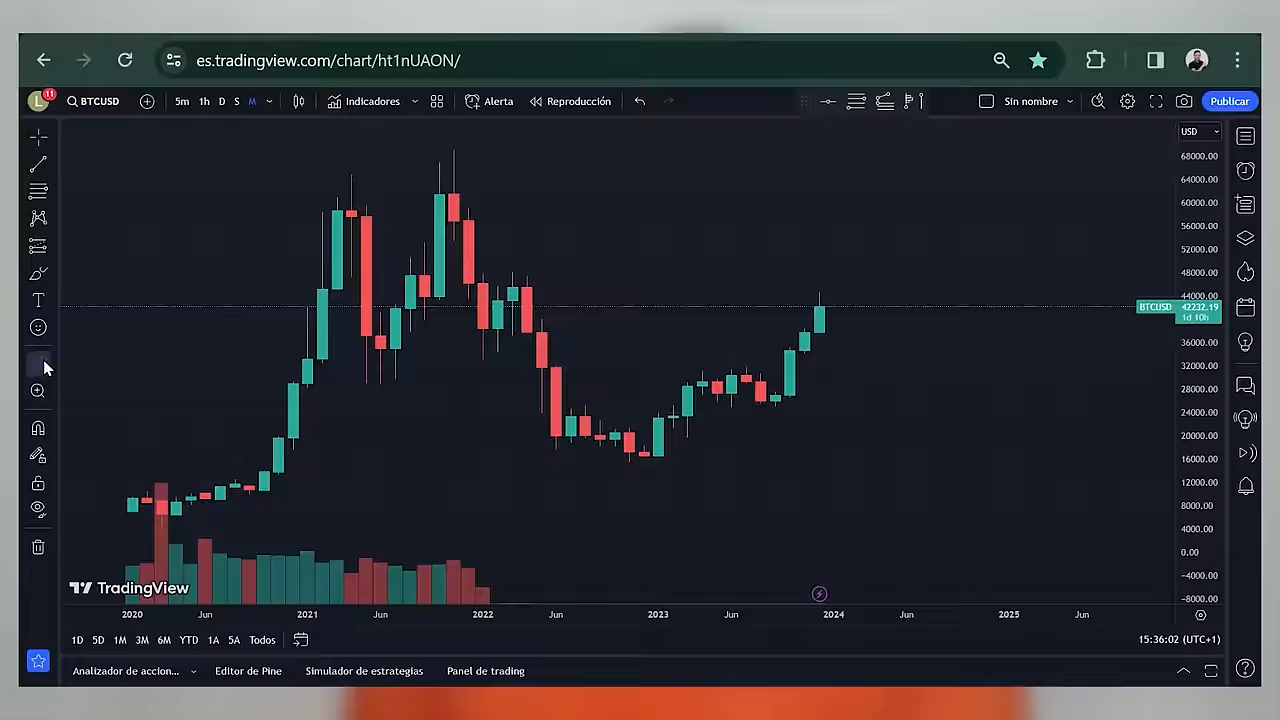 es.tradingview.com/chart/ht1nUAON/
L 11 BTCUSD 5m 1h D S M Indicadores Alerta Reproducción Sin nombre Publicar
USD
68000.00
64000.00
60000.00
56000.00
52000.00
48000.00
44000.00
BTCUSD 42232.19
1d 10h
36000.00
32000.00
28000.00
24000.00
20000.00
16000.00
12000.00
8000.00
4000.00
0.00
-4000.00
-8000.00
TradingView
2020 Jun 2021 Jun 2022 Jun 2023 Jun 2024 Jun 2025 Jun
1D 5D 1M 3M 6M YTD 1A 5A Todos 15:36:02 (UTC+1)
Analizador de accion... Editor de Pine Simulador de estrategias Panel de trading